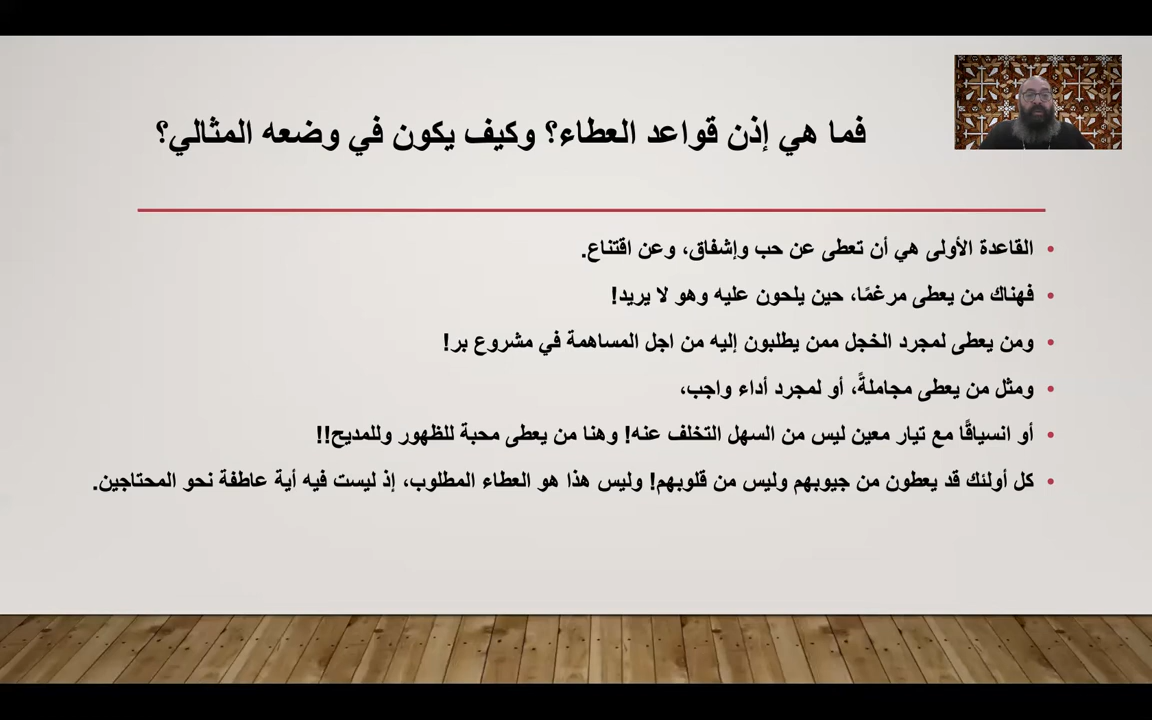 فما هي إذن قواعد العطاء؟ وكيف يكون في وضعه المثالي؟
• القاعدة الأولى هي أن تعطى عن حب وإشفاق، وعن اقتناع.
• فهناك من يعطى مرغمًا، حين يلحون عليه وهو لا يريد!
• ومن يعطى لمجرد الخجل ممن يطلبون إليه من اجل المساهمة في مشروع بر!
• ومثل من يعطى مجاملةً، أو لمجرد أداء واجب،
• أو انسياقًا مع تيار معين ليس من السهل التخلف عنه! وهنا من يعطى محبة للظهور وللمديح!!
• كل أولئك قد يعطون من جيوبهم وليس من قلوبهم! وليس هذا هو العطاء المطلوب، إذ ليست فيه أية عاطفة نحو المحتاجين.